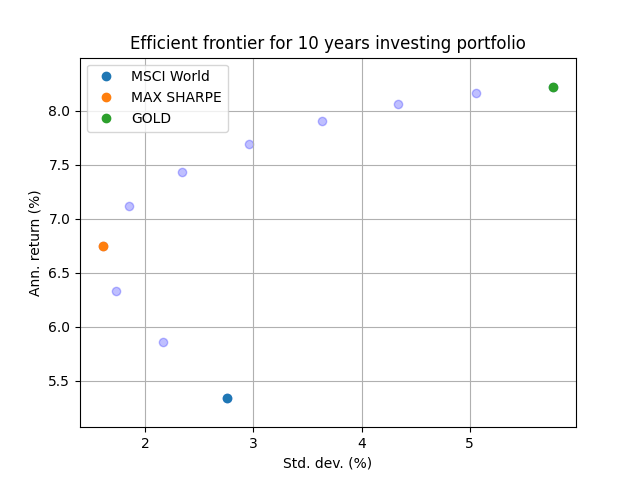 Efficient frontier for 10 years investing portfolio
MSCI World
MAX SHARPE
GOLD
Ann. return (%)
8.0
7.5
7.0
6.5
6.0
5.5
2 3 4 5
Std. dev. (%)